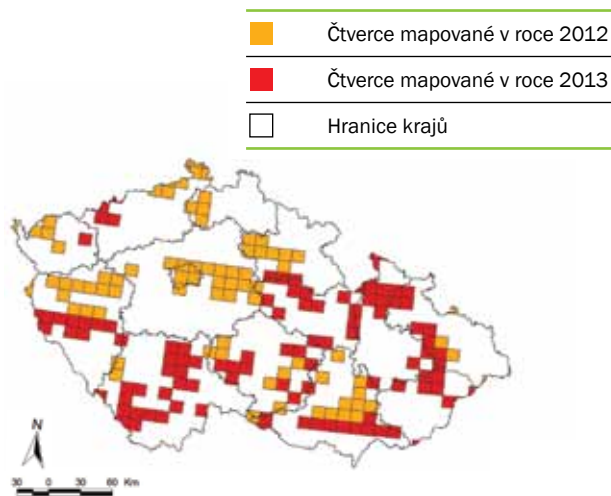 Čtverce mapované v roce 2012
Čtverce mapované v roce 2013
Hranice krajů
N
30 0 30 60 Km